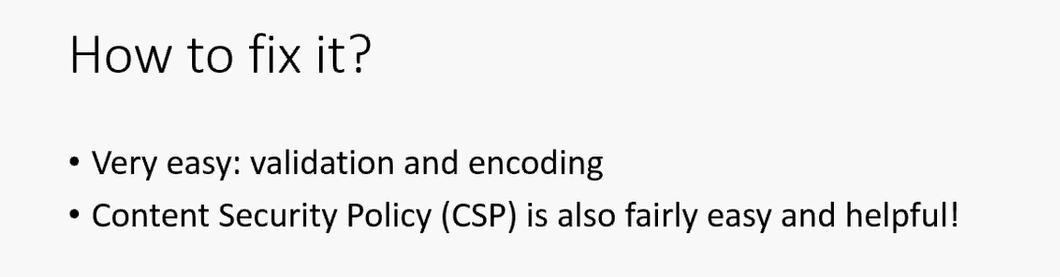 How to fix it?
• Very easy: validation and encoding
• Content Security Policy (CSP) is also fairly easy and helpful!